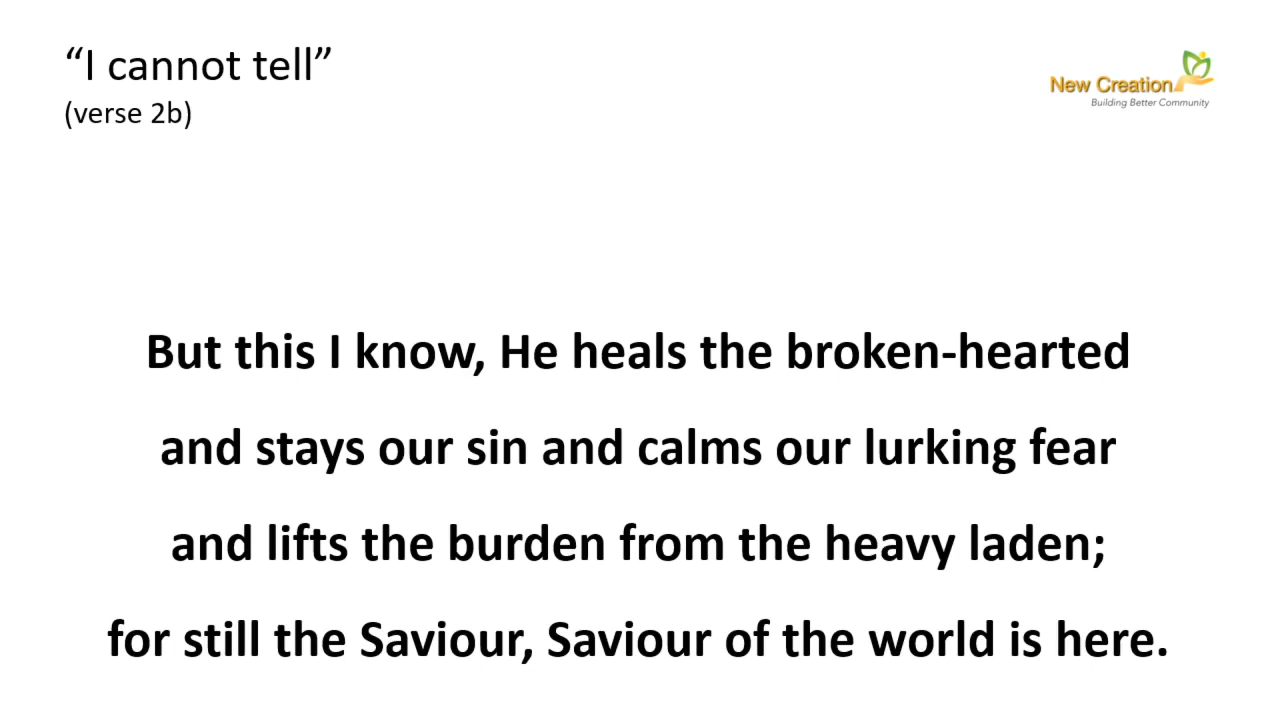 “I cannot tell”
(verse 2b)
New Creation
Building Better Community
But this I know, He heals the broken-hearted
and stays our sin and calms our lurking fear
and lifts the burden from the heavy laden;
for still the Saviour, Saviour of the world is here.